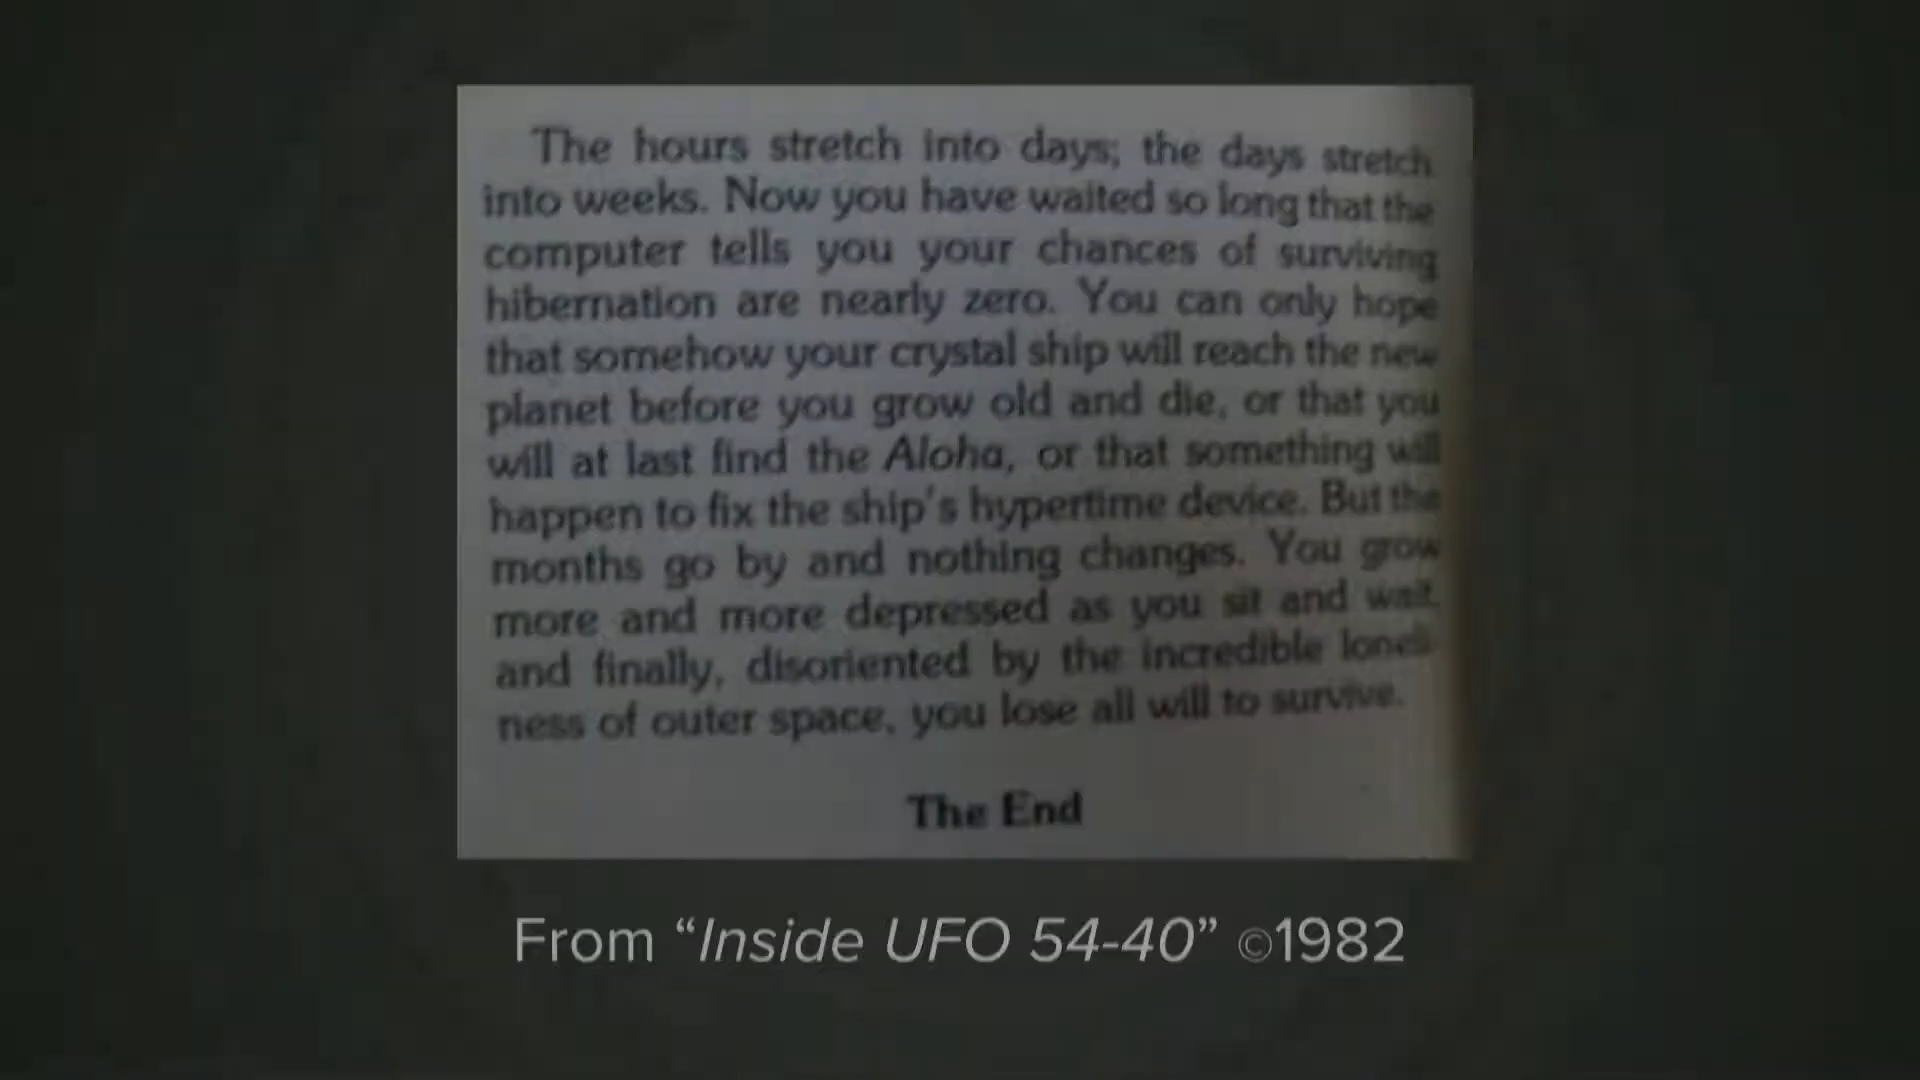 The hours stretch into days; the days stretch
into weeks. Now you have waited so long that the
computer tells you your chances of surviving
hibernation are nearly zero. You can only hope
that somehow your crystal ship will reach the new
planet before you grow old and die, or that you
will at last find the Aloha, or that something will
happen to fix the ship's hypertime device. But the
months go by and nothing changes. You grow
more and more depressed as you sit and wait,
and finally, disoriented by the incredible loneli-
ness of outer space, you lose all will to survive.
The End
From “Inside UFO 54-40” ©1982